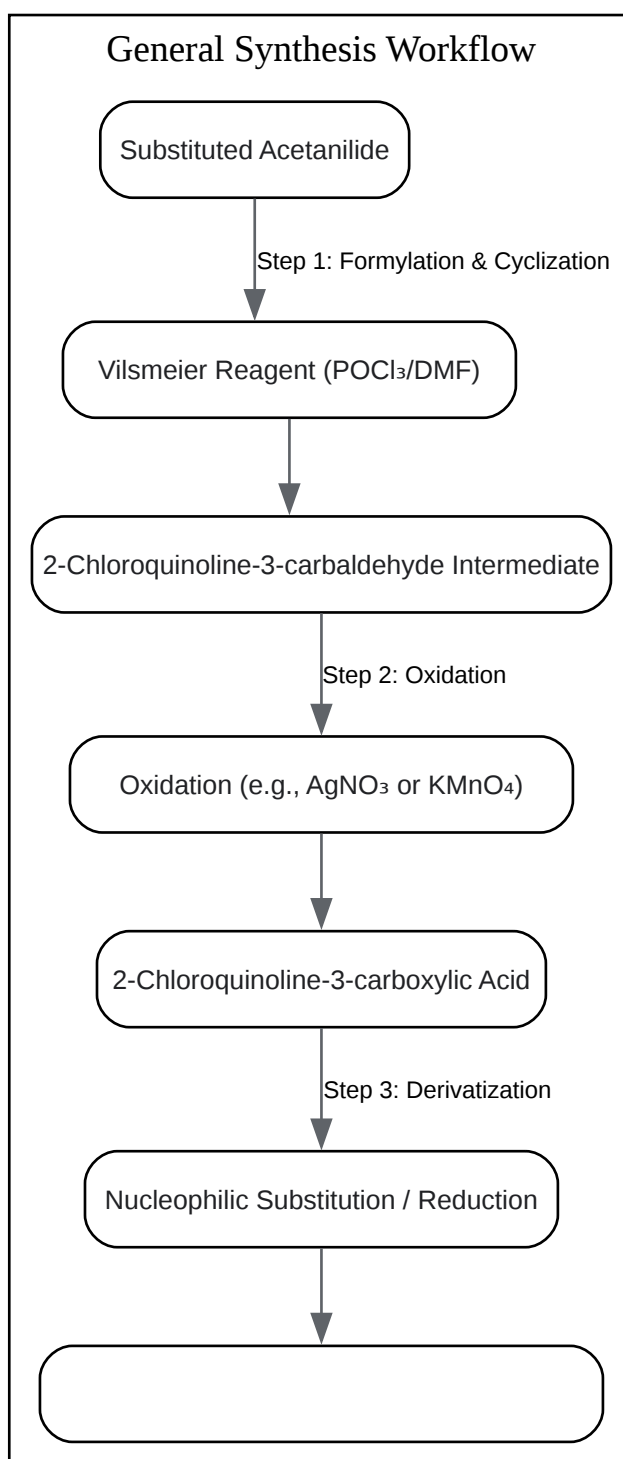 General Synthesis Workflow
Substituted Acetanilide
Step 1: Formylation & Cyclization
Vilsmeier Reagent (POCl₃/DMF)
2-Chloroquinoline-3-carbaldehyde Intermediate
Step 2: Oxidation
Oxidation (e.g., AgNO₃ or KMnO₄)
2-Chloroquinoline-3-carboxylic Acid
Step 3: Derivatization
Nucleophilic Substitution / Reduction